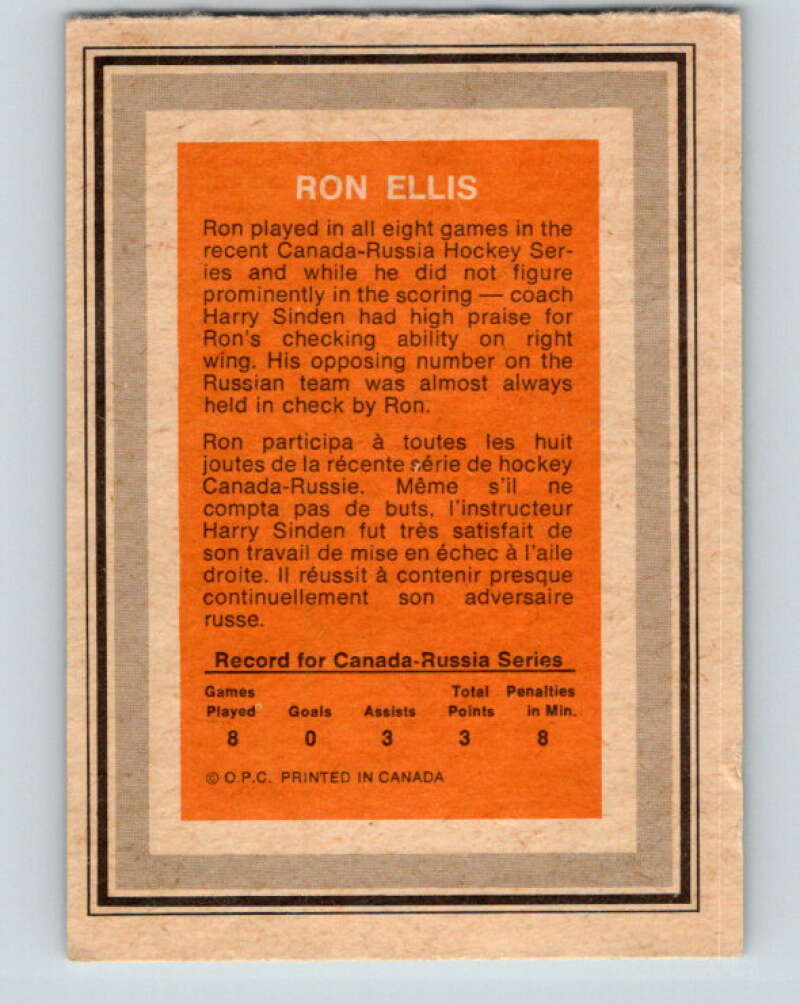 RON ELLIS
Ron played in all eight games in the
recent Canada-Russia Hockey Ser-
ies and while he did not figure
prominently in the scoring — coach
Harry Sinden had high praise for
Ron's checking ability on right
wing. His opposing number on the
Russian team was almost always
held in check by Ron.
Ron participa à toutes les huit
joutes de la récente série de hockey
Canada-Russie. Même s'il ne
compta pas de buts, l'instructeur
Harry Sinden fut très satisfait de
son travail de mise en échec à l'aile
droite. Il réussit à contenir presque
continuellement son adversaire
russe.
Record for Canada-Russia Series
Games Total Penalties
Played Goals Assists Points in Min.
8 0 3 3 8
© O.P.C. PRINTED IN CANADA